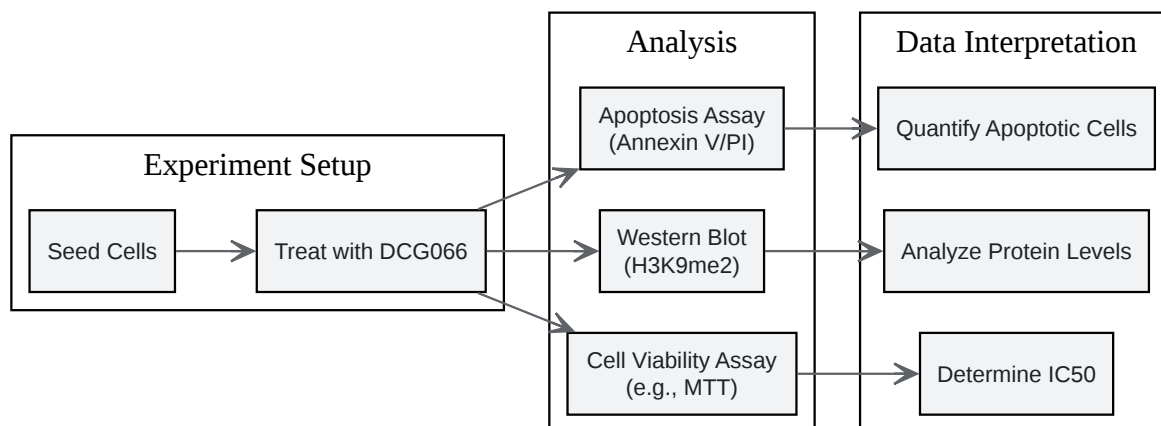 Experiment Setup
Seed Cells
Treat with DCG066
Analysis
Apoptosis Assay
(Annexin V/PI)
Western Blot
(H3K9me2)
Cell Viability Assay
(e.g., MTT)
Data Interpretation
Quantify Apoptotic Cells
Analyze Protein Levels
Determine IC50